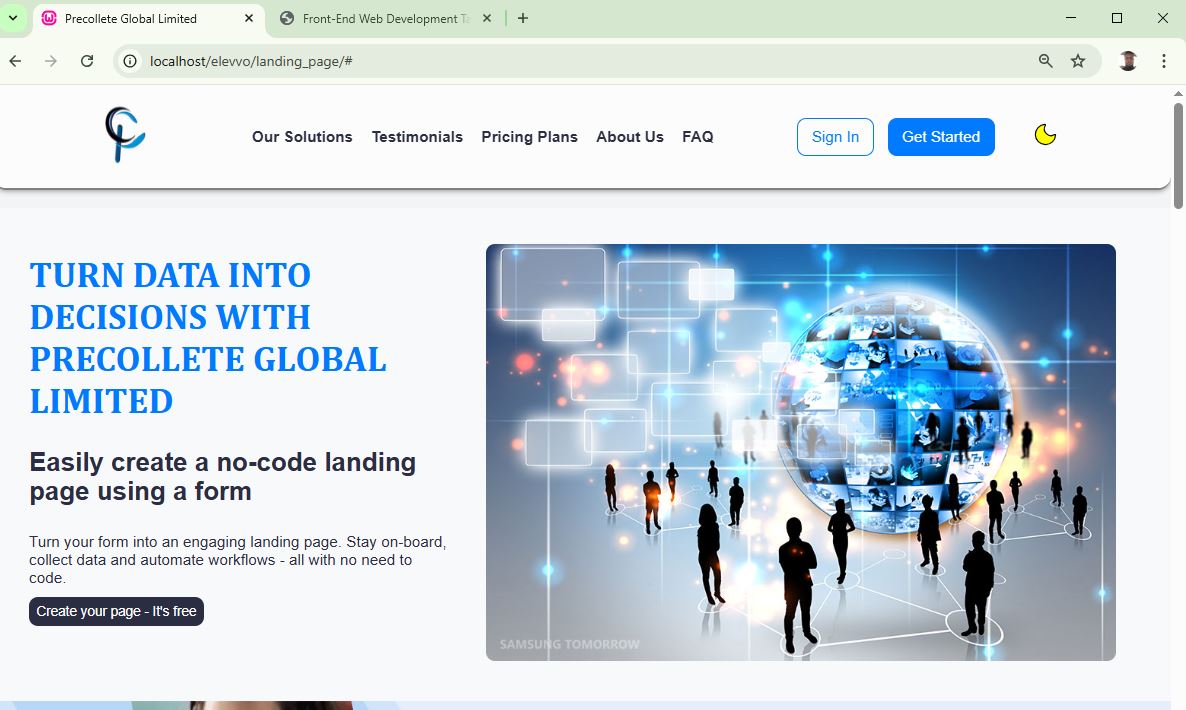 Precollete Global Limited
Front-End Web Development Ta
localhost/elevvo/landing_page/#
Our Solutions Testimonials Pricing Plans About Us FAQ Sign In Get Started
TURN DATA INTO
DECISIONS WITH
PRECOLLETE GLOBAL
LIMITED
Easily create a no-code landing
page using a form
Turn your form into an engaging landing page. Stay on-board,
collect data and automate workflows - all with no need to
code.
Create your page - It's free
SAMSUNG TOMORROW